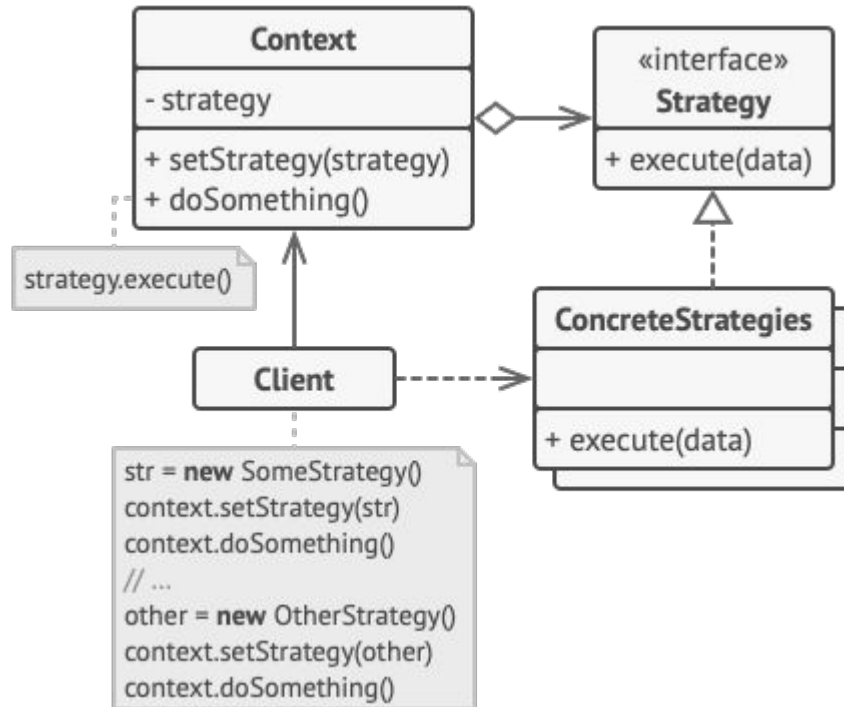 Context
- strategy
+ setStrategy(strategy)
+ doSomething()
strategy.execute()
«interface»
Strategy
+ execute(data)
ConcreteStrategies
+ execute(data)
Client
str = new SomeStrategy()
context.setStrategy(str)
context.doSomething()
// ...
other = new OtherStrategy()
context.setStrategy(other)
context.doSomething()